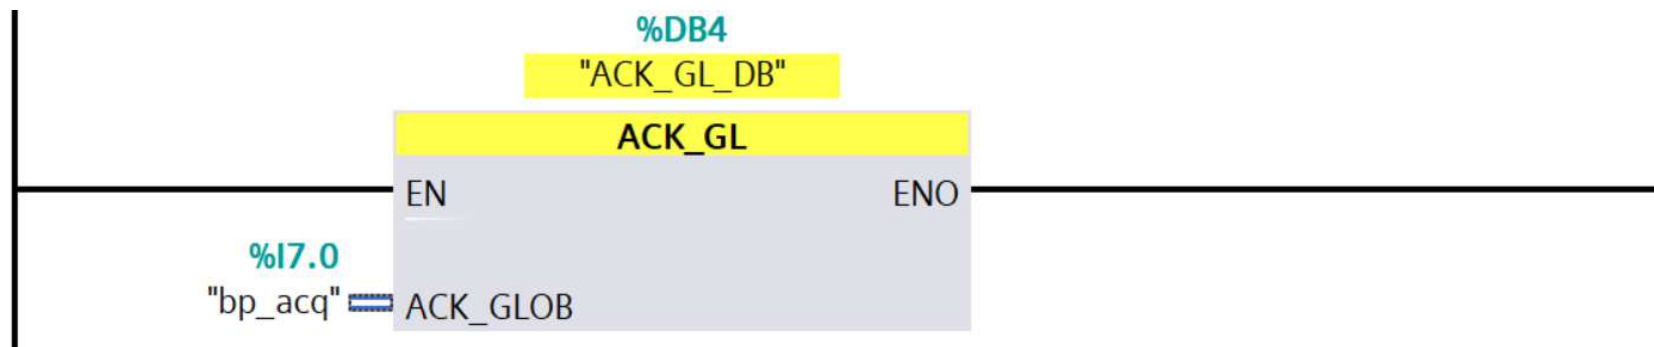 %DB4
"ACK_GL_DB"
ACK_GL
EN ENO
%I7.0
"bp_acq" ACK_GLOB